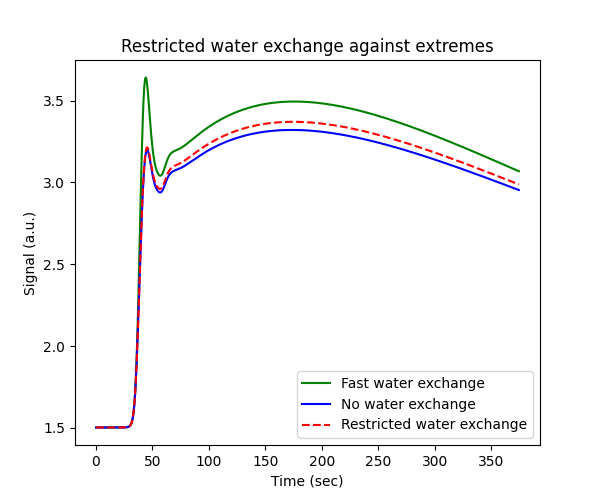 Restricted water exchange against extremes
Signal (a.u.)
3.5
3.0
2.5
2.0
1.5
0 50 100 150 200 250 300 350
Time (sec)
Fast water exchange
No water exchange
Restricted water exchange